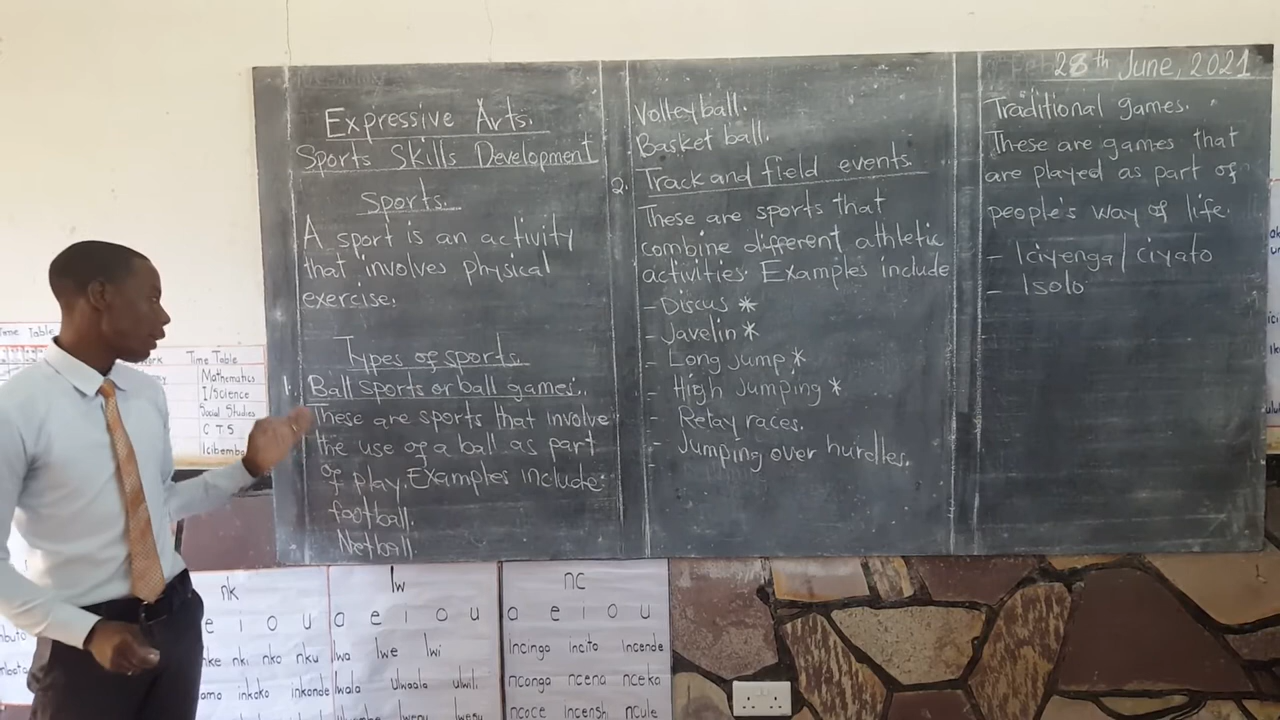 28th June, 2021
Expressive Arts.
Sports Skills Development
Sports.
A sport is an activity
that involves physical
exercise.
Types of sports.
1. Ball sports or ball games.
These are sports that involve
the use of a ball as part
of play. Examples include:
football.
Netball.
Volleyball.
Basket ball.
2. Track and field events.
These are sports that
combine different athletic
activities. Examples include
- Discus *
- Javelin *
- Long jump *
- High Jumping *
- Relay races.
- Jumping over hurdles.
Traditional games.
These are games that
are played as part of
people's way of life.
- Iciyenga/ciyato
- Isolo
Time Table
Time Table
Mathematics
I/Science
Social Studies
C T S
Icibemba
nk
e i o u
nke nki nko nku
inkoko inkonde
lw
a e i o u
lwa lwe lwi
lwala ulwaala ulwili
nc
a e i o u
incinga incito incende
nconga ncena nceka
ncoce incenshi ncule